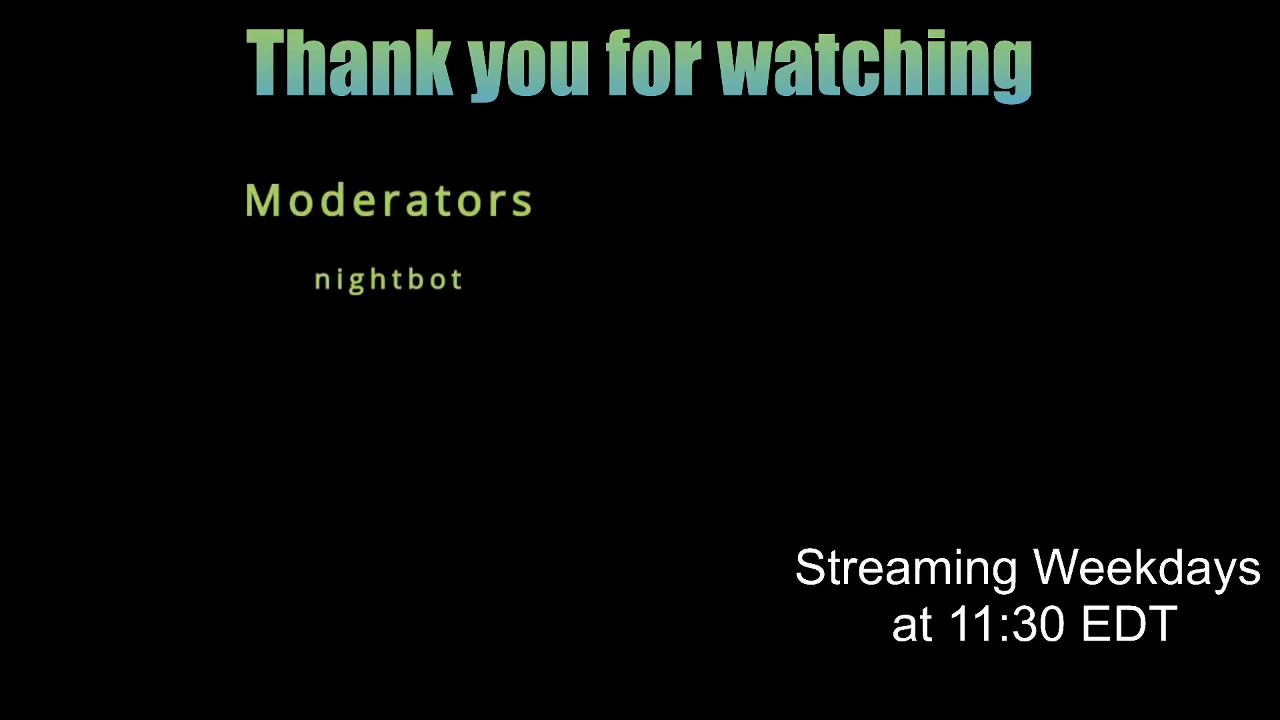 Thank you for watching
Moderators
nightbot
Streaming Weekdays
at 11:30 EDT